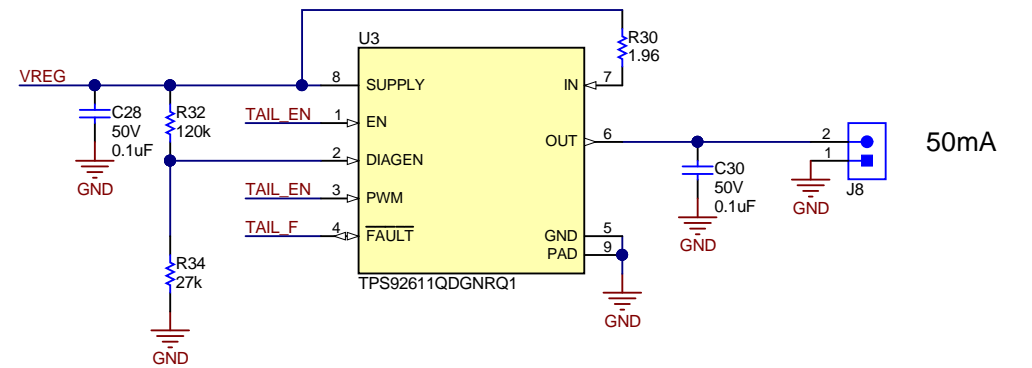 U3
R30
1.96
VREG
8
SUPPLY
IN
7
C28
50V
0.1uF
R32
120k
TAIL_EN
1
EN
OUT
6
2
1
J8
50mA
2
DIAGEN
C30
50V
0.1uF
GND
TAIL_EN
3
PWM
GND
TAIL_F
4
FAULT
GND
5
PAD
9
GND
R34
27k
TPS92611QDGNRQ1
GND
GND